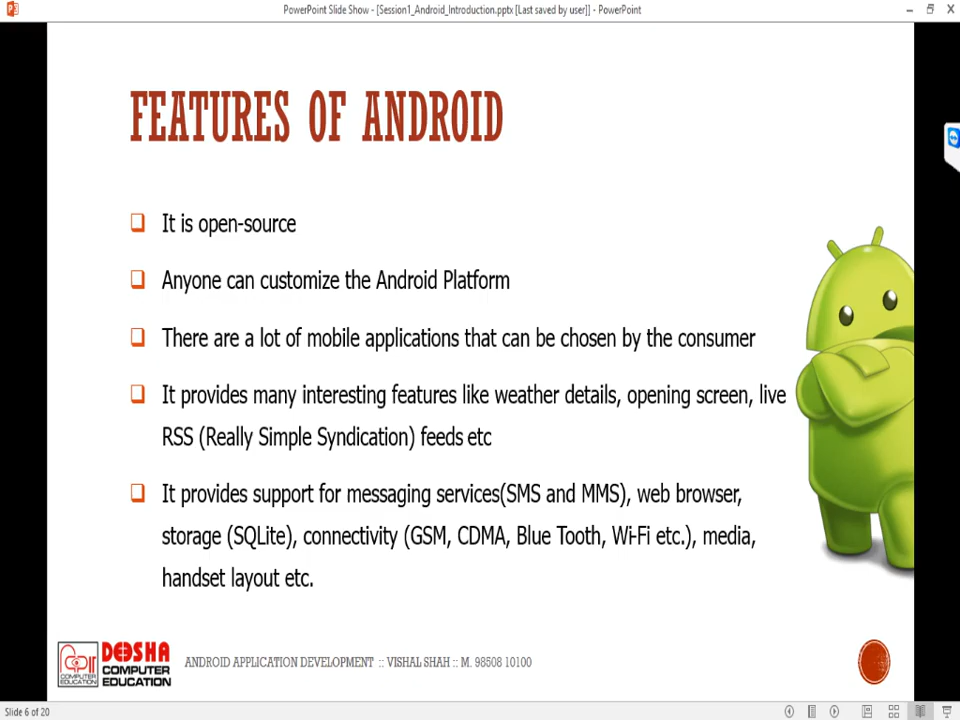 PowerPoint Slide Show - [Session1_Android_Introduction.pptx [Last saved by user]] - PowerPoint
FEATURES OF ANDROID
It is open-source
Anyone can customize the Android Platform
There are a lot of mobile applications that can be chosen by the consumer
It provides many interesting features like weather details, opening screen, live
RSS (Really Simple Syndication) feeds etc
It provides support for messaging services(SMS and MMS), web browser,
storage (SQLite), connectivity (GSM, CDMA, Blue Tooth, Wi-Fi etc.), media,
handset layout etc.
COMPUTER
EDUCATION
DEESHA
COMPUTER
EDUCATION
ANDROID APPLICATION DEVELOPMENT :: VISHAL SHAH :: M. 98508 10100
Slide 6 of 20